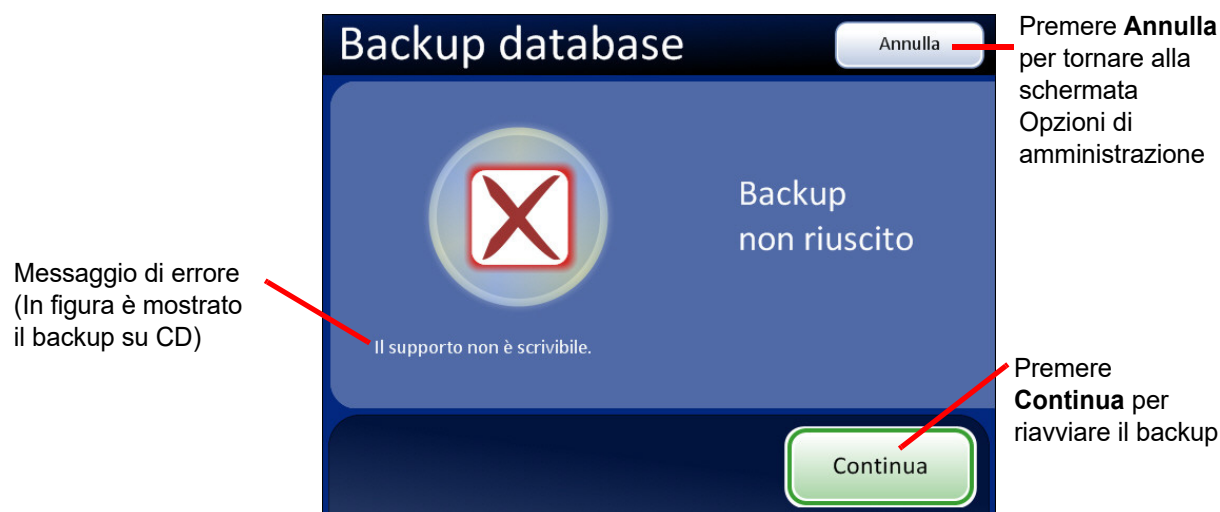 Backup database
Annulla
Premere Annulla
per tornare alla
schermata
Opzioni di
amministrazione
Backup
non riuscito
Messaggio di errore
(In figura è mostrato
il backup su CD)
Il supporto non è scrivibile.
Premere
Continua per
riavviare il backup
Continua